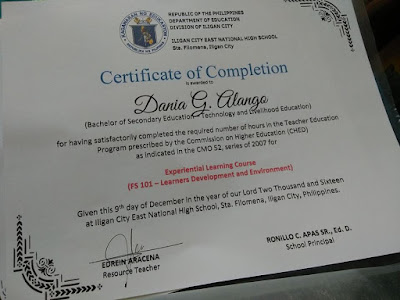 REPUBLIC OF THE PHILIPPINES
DEPARTMENT OF EDUCATION
DIVISION OF ILIGAN CITY
ILIGAN CITY EAST NATIONAL HIGH SCHOOL
Sta. Filomena, Iligan City
Certificate of Completion
is awarded to
Dania G. Alango
(Bachelor of Secondary Education - Technology and Livelihood Education)
for having satisfactorily completed the required number of hours in the Teacher Education
Program prescribed by the Commission on Higher Education (CHED)
as indicated in the CMO 52, series of 2007 for
Experiential Learning Course
(FS 101 – Learners Development and Environment)
Given this 9th day of December in the year of our Lord Two Thousand and Sixteen
at Iligan City East National High School, Sta. Filomena, Iligan City, Philippines.
EDREIN ARACENA
Resource Teacher
RONILLO C. APAS SR., Ed. D.
School Principal